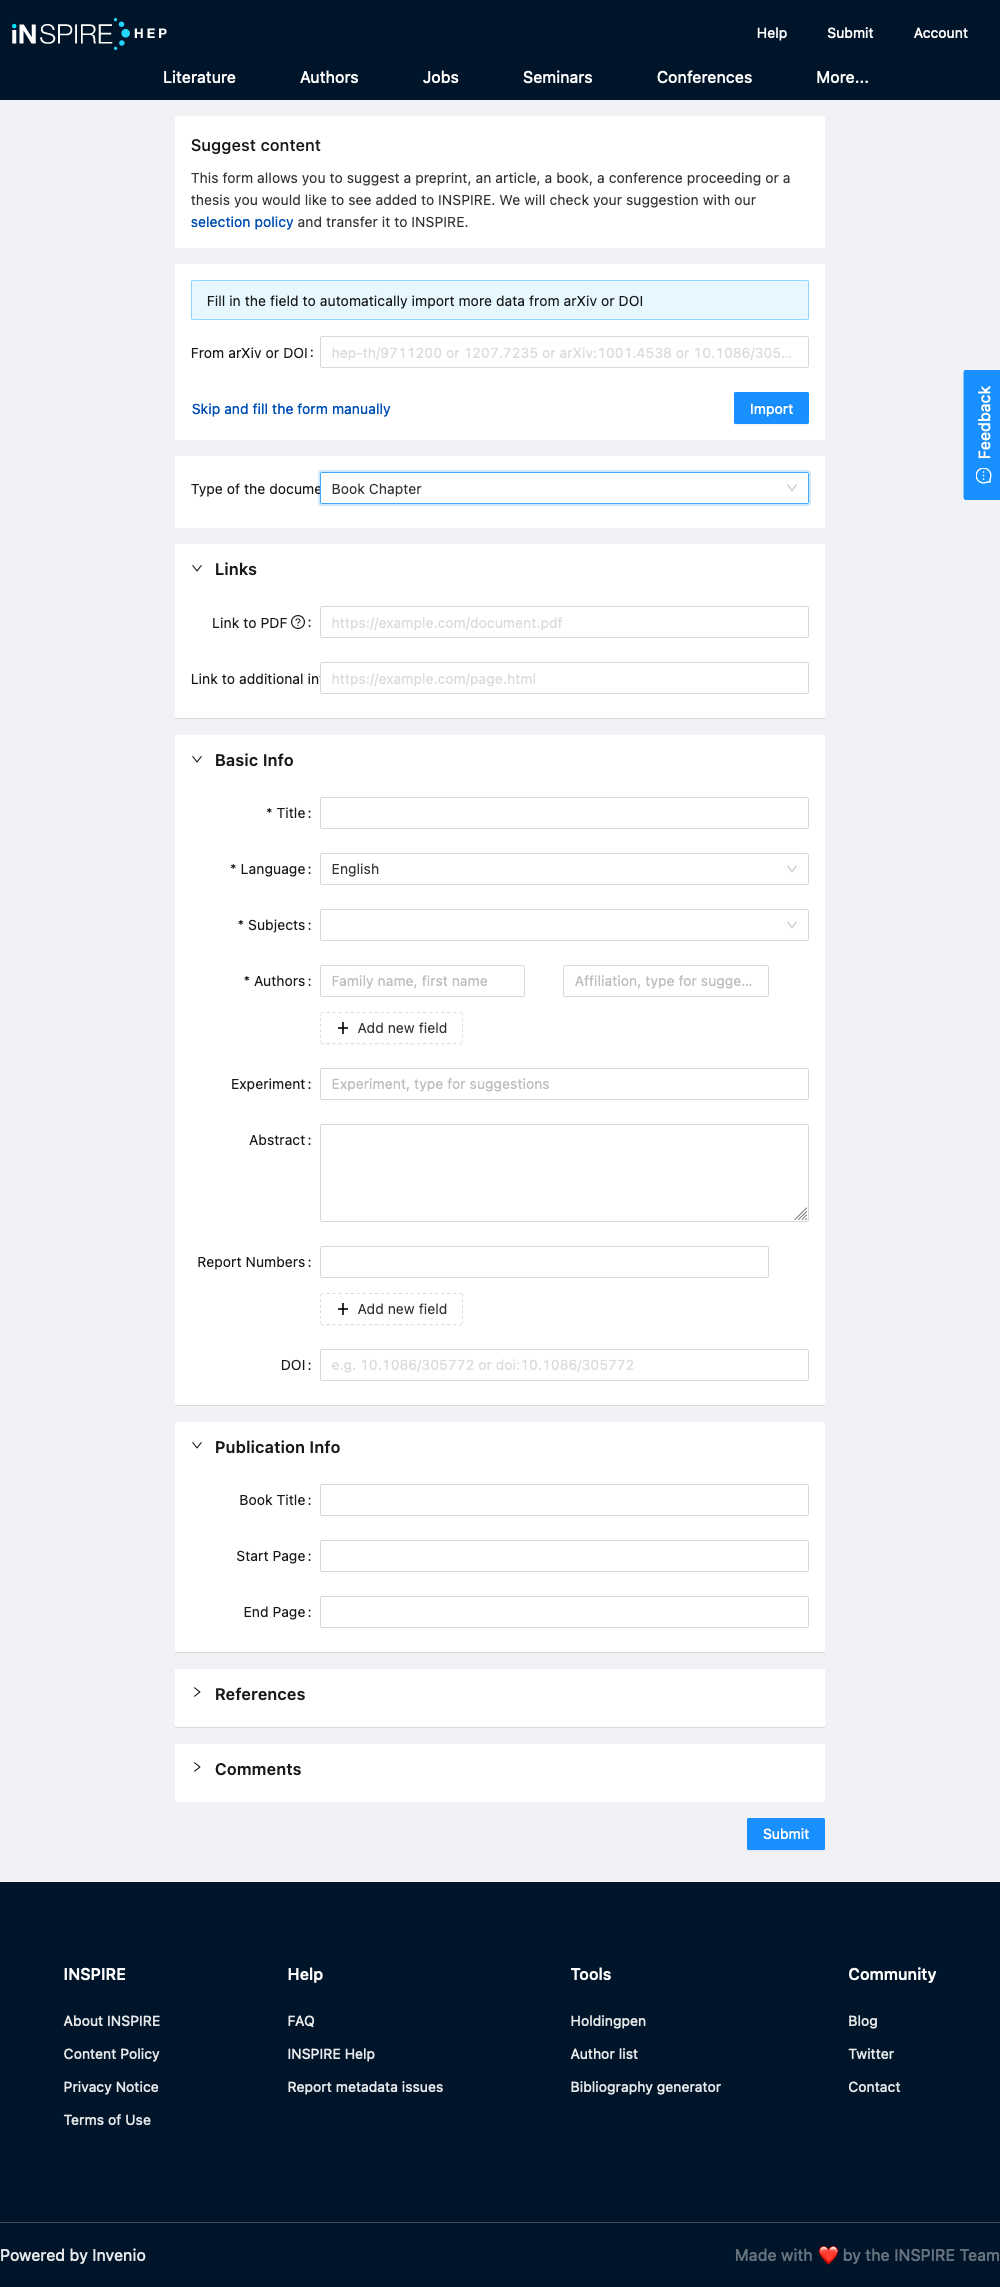 iNSPIRE HEP
Help Submit Account
Literature Authors Jobs Seminars Conferences More...
Suggest content
This form allows you to suggest a preprint, an article, a book, a conference proceeding or a
thesis you would like to see added to INSPIRE. We will check your suggestion with our
selection policy and transfer it to INSPIRE.
Fill in the field to automatically import more data from arXiv or DOI
From arXiv or DOI: hep-th/9711200 or 1207.7235 or arXiv:1001.4538 or 10.1086/305...
Skip and fill the form manually Import
Feedback
Type of the docume Book Chapter
Links
Link to PDF: https://example.com/document.pdf
Link to additional in https://example.com/page.html
Basic Info
* Title:
* Language: English
* Subjects:
* Authors: Family name, first name Affiliation, type for sugge...
+ Add new field
Experiment: Experiment, type for suggestions
Abstract:
Report Numbers:
+ Add new field
DOI: e.g. 10.1086/305772 or doi:10.1086/305772
Publication Info
Book Title:
Start Page:
End Page:
References
Comments
Submit
INSPIRE Help Tools Community
About INSPIRE FAQ Holdingpen Blog
Content Policy INSPIRE Help Author list Twitter
Privacy Notice Report metadata issues Bibliography generator Contact
Terms of Use
Powered by Invenio Made with ❤️ by the INSPIRE Team